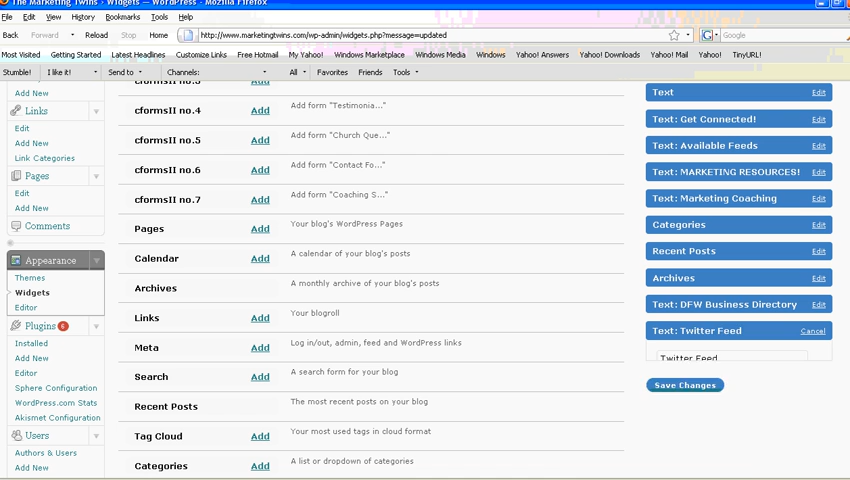 The Marketing Twins › Widgets — WordPress - Mozilla Firefox
File Edit View History Bookmarks Tools Help
Back Forward Reload Stop Home http://www.marketingtwins.com/wp-admin/widgets.php?message=updated Google
Most Visited Getting Started Latest Headlines Customize Links Free Hotmail My Yahoo! Windows Marketplace Windows Media Windows Yahoo! Answers Yahoo! Downloads Yahoo! Mail Yahoo! TinyURL!
Stumble! I like it! Send to Channels: All Favorites Friends Tools
Add New
Links
Edit
Add New
Link Categories
Pages
Edit
Add New
Comments
Appearance
Themes
Widgets
Editor
Plugins 6
Installed
Add New
Editor
Sphere Configuration
WordPress.com Stats
Akismet Configuration
Users
Authors & Users
Add New
cformsII no.3 Add
cformsII no.4 Add Add form "Testimonia..."
cformsII no.5 Add Add form "Church Que..."
cformsII no.6 Add Add form "Contact Fo..."
cformsII no.7 Add Add form "Coaching S..."
Pages Add Your blog's WordPress Pages
Calendar Add A calendar of your blog's posts
Archives A monthly archive of your blog's posts
Links Add Your blogroll
Meta Add Log in/out, admin, feed and WordPress links
Search Add A search form for your blog
Recent Posts The most recent posts on your blog
Tag Cloud Add Your most used tags in cloud format
Categories Add A list or dropdown of categories
Text Edit
Text: Get Connected! Edit
Text: Available Feeds Edit
Text: MARKETING RESOURCES! Edit
Text: Marketing Coaching Edit
Categories Edit
Recent Posts Edit
Archives Edit
Text: DFW Business Directory Edit
Text: Twitter Feed Cancel
Twitter Feed
Save Changes